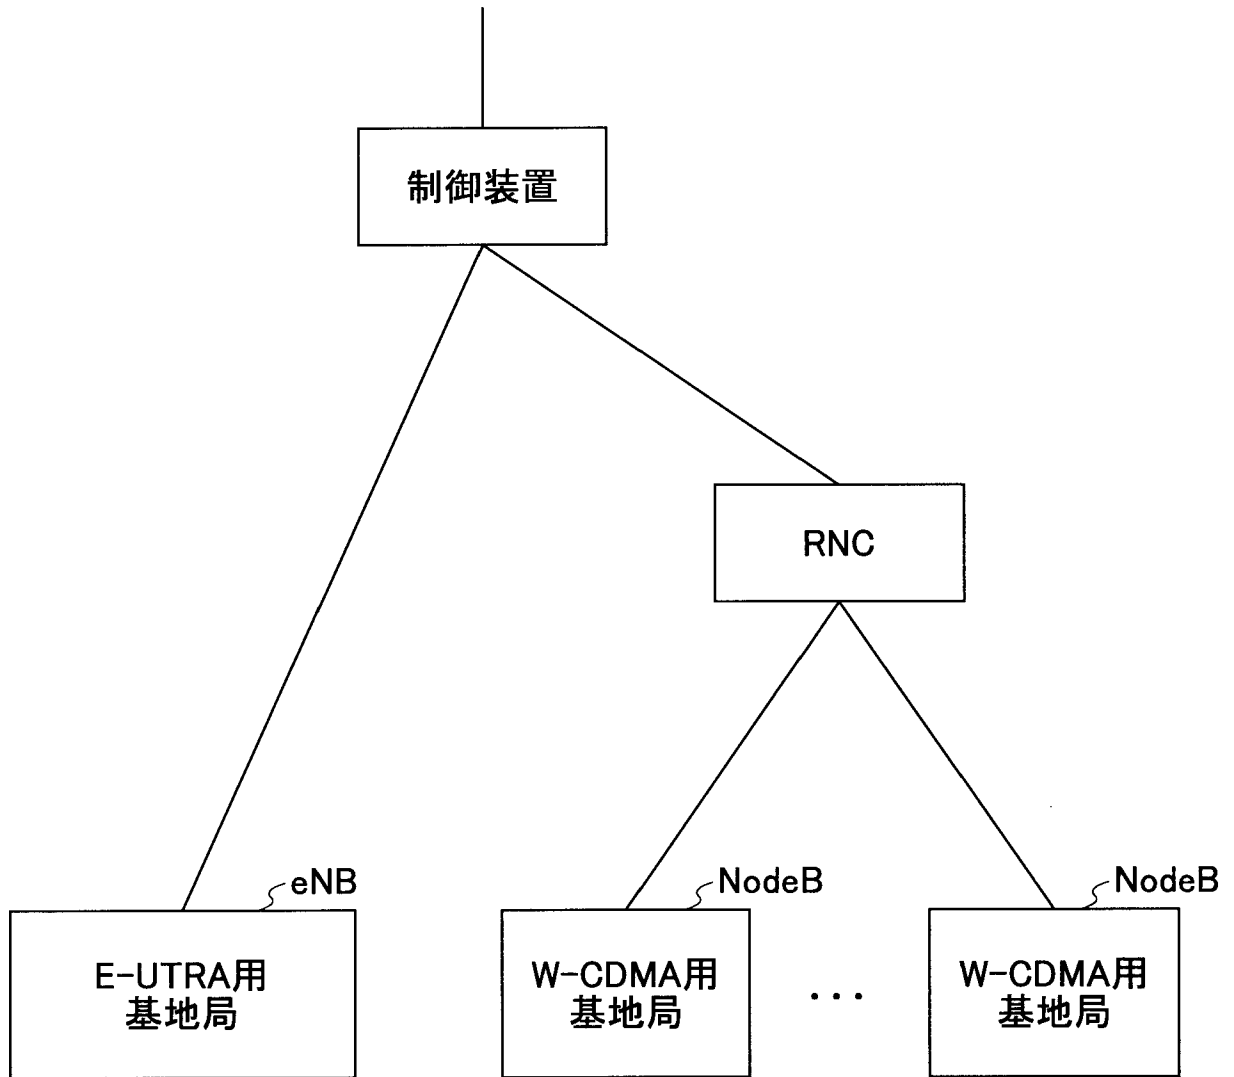 制御装置
RNC
eNB
NodeB
NodeB
E-UTRA用
基地局
W-CDMA用
基地局
...
W-CDMA用
基地局